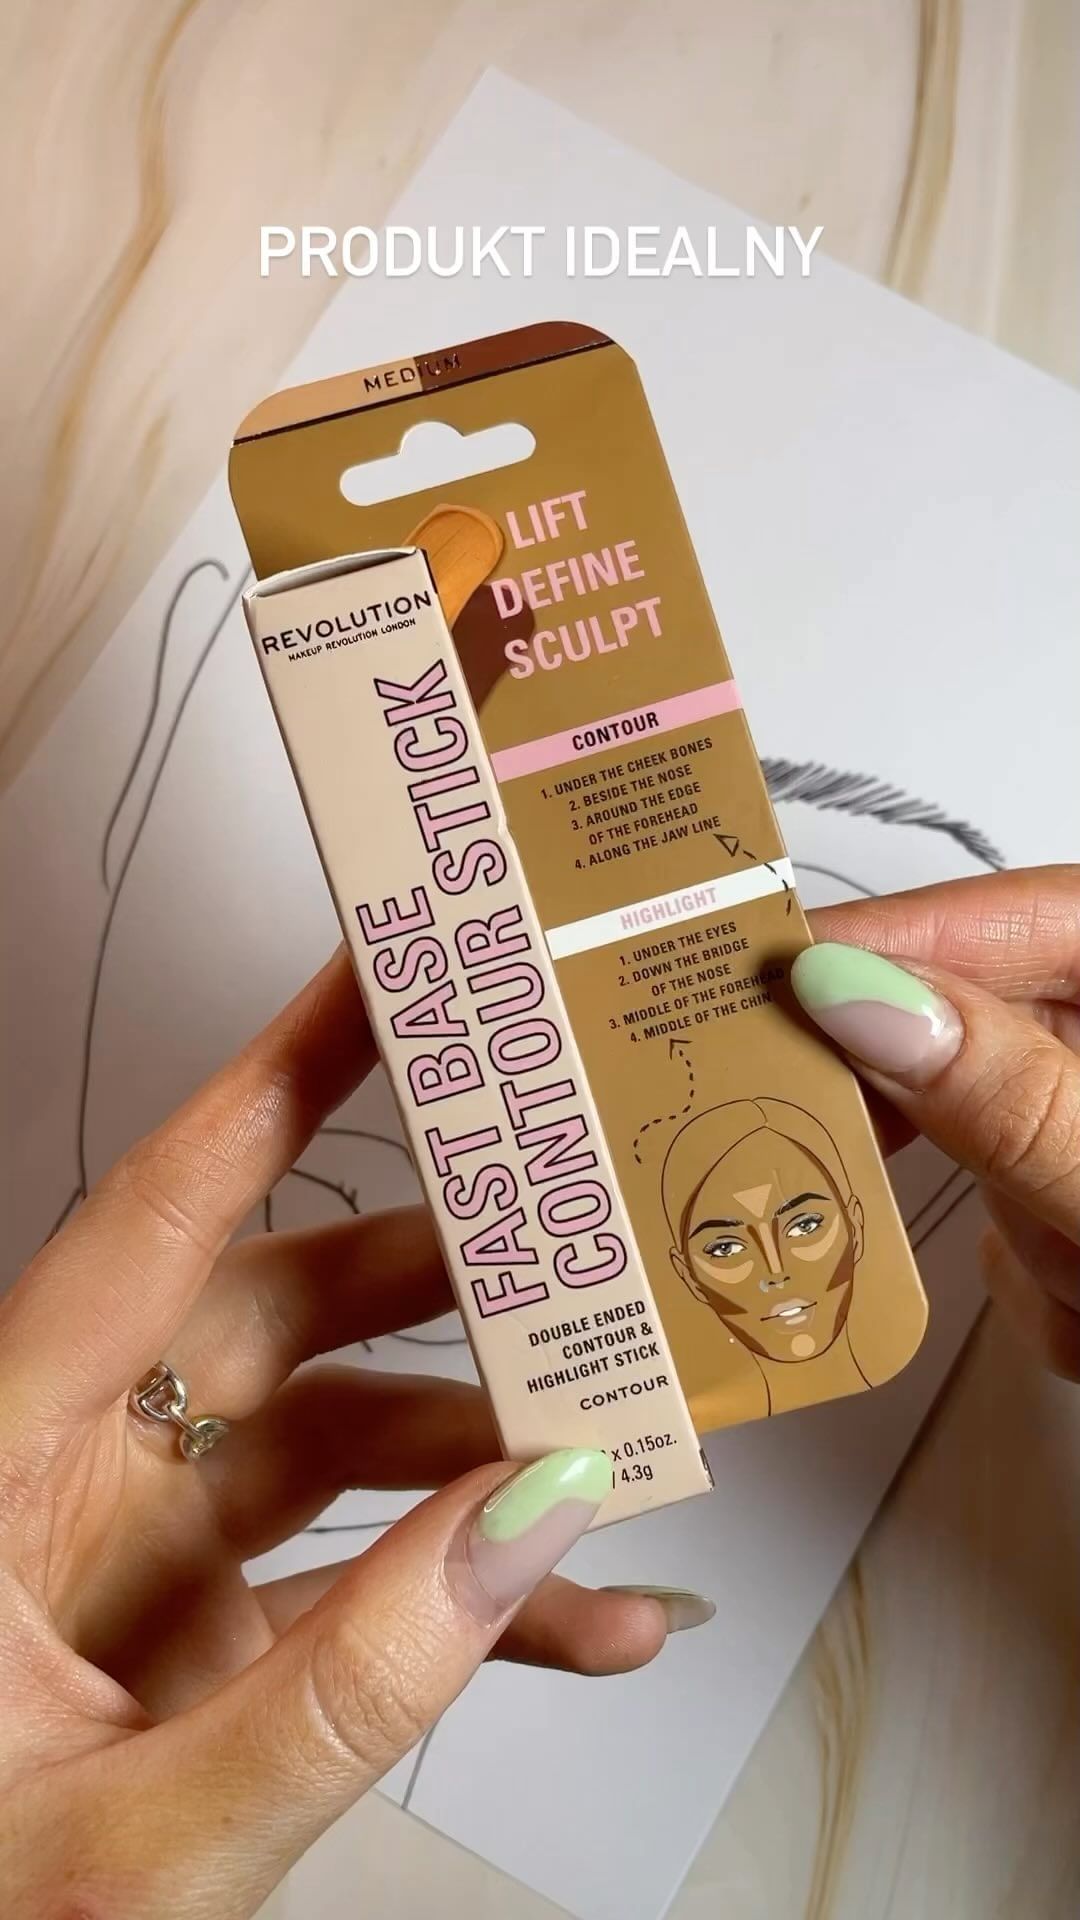 PRODUKT IDEALNY
MEDIUM
LIFT
DEFINE
SCULPT
CONTOUR
1. UNDER THE CHEEK BONES
2. BESIDE THE NOSE
3. AROUND THE EDGE
OF THE FOREHEAD
4. ALONG THE JAW LINE
HIGHLIGHT
1. UNDER THE EYES
2. DOWN THE BRIDGE
OF THE NOSE
3. MIDDLE OF THE FOREHEAD
4. MIDDLE OF THE CHIN
REVOLUTION
MAKEUP REVOLUTION LONDON
FAST BASE
CONTOUR STICK
DOUBLE ENDED
CONTOUR &
HIGHLIGHT STICK
CONTOUR
x 0.15oz.
/ 4.3g